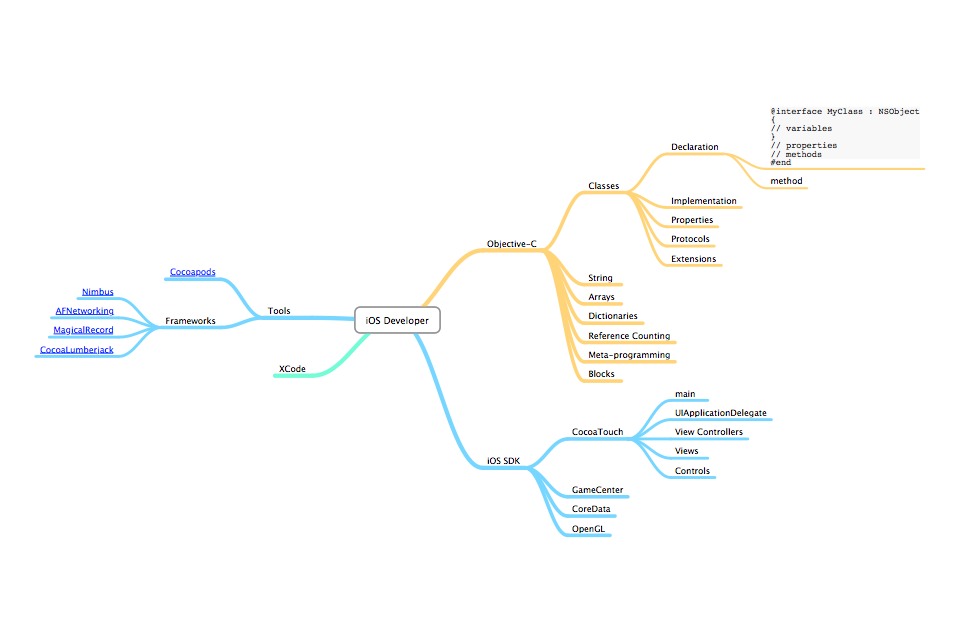 iOS Developer
Objective-C
Classes
Declaration
@interface MyClass : NSObject
{
// variables
}
// properties
// methods
#end
method
Implementation
Properties
Protocols
Extensions
String
Arrays
Dictionaries
Reference Counting
Meta-programming
Blocks
iOS SDK
CocoaTouch
main
UIApplicationDelegate
View Controllers
Views
Controls
GameCenter
CoreData
OpenGL
Tools
Cocoapods
Frameworks
Nimbus
AFNetworking
MagicalRecord
CocoaLumberjack
XCode